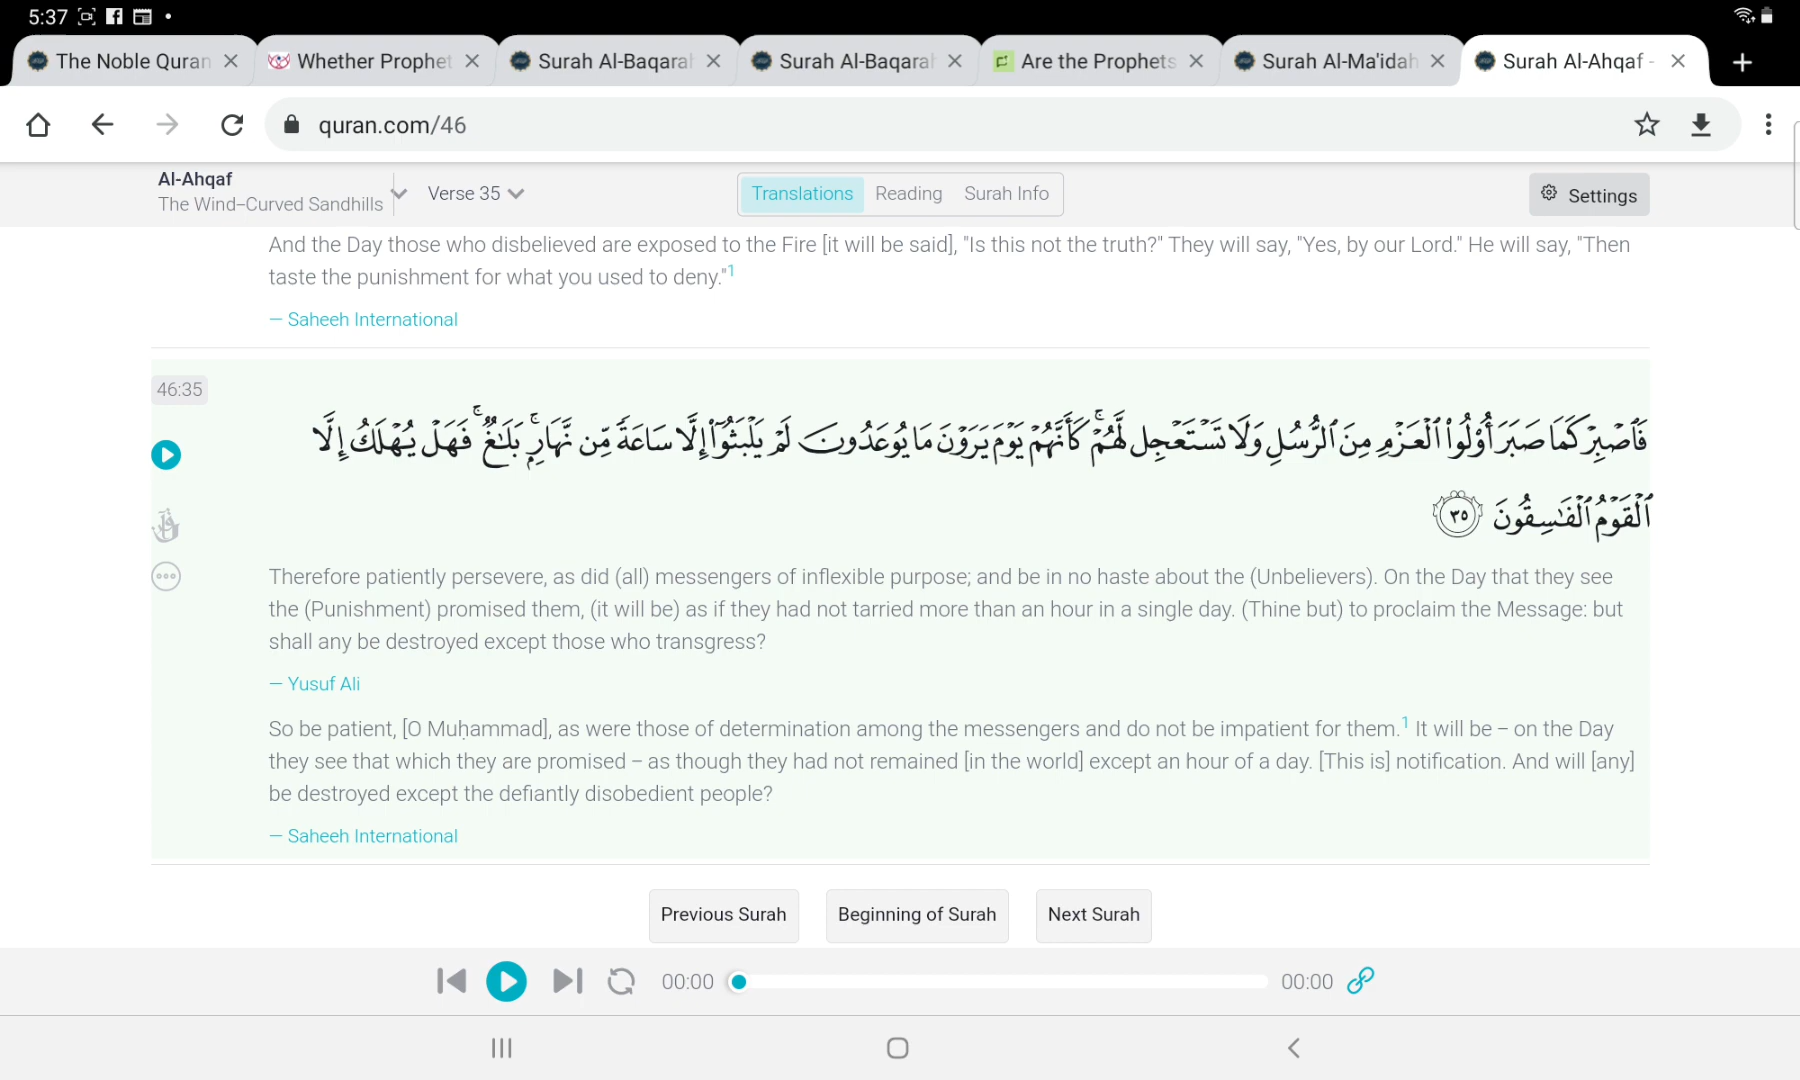 5:37
The Noble Quran
Whether Prophet
Surah Al-Baqarah
Surah Al-Baqarah
Are the Prophets
Surah Al-Ma'idah
Surah Al-Ahqaf -
quran.com/46
Al-Ahqaf
The Wind-Curved Sandhills
Verse 35
Translations Reading Surah Info
Settings
And the Day those who disbelieved are exposed to the Fire [it will be said], "Is this not the truth?" They will say, "Yes, by our Lord." He will say, "Then
taste the punishment for what you used to deny."1
— Saheeh International
46:35
فَٱصْبِرْ كَمَا صَبَرَ أُو۟لُوا۟ ٱلْعَزْمِ مِنَ ٱلرُّسُلِ وَلَا تَسْتَعْجِل لَّهُمْ ۚ كَأَنَّهُمْ يَوْمَ يَرَوْنَ مَا يُوعَدُونَ لَمْ يَلْبَثُوٓا۟ إِلَّا سَاعَةً مِّن نَّهَارٍۭ ۚ بَلَـٰغٌ ۚ فَهَلْ يُهْلَكُ إِلَّا
ٱلْقَوْمُ ٱلْفَـٰسِقُونَ ٣٥
Therefore patiently persevere, as did (all) messengers of inflexible purpose; and be in no haste about the (Unbelievers). On the Day that they see
the (Punishment) promised them, (it will be) as if they had not tarried more than an hour in a single day. (Thine but) to proclaim the Message: but
shall any be destroyed except those who transgress?
— Yusuf Ali
So be patient, [O Muḥammad], as were those of determination among the messengers and do not be impatient for them.1 It will be – on the Day
they see that which they are promised – as though they had not remained [in the world] except an hour of a day. [This is] notification. And will [any]
be destroyed except the defiantly disobedient people?
— Saheeh International
Previous Surah Beginning of Surah Next Surah
00:00 00:00